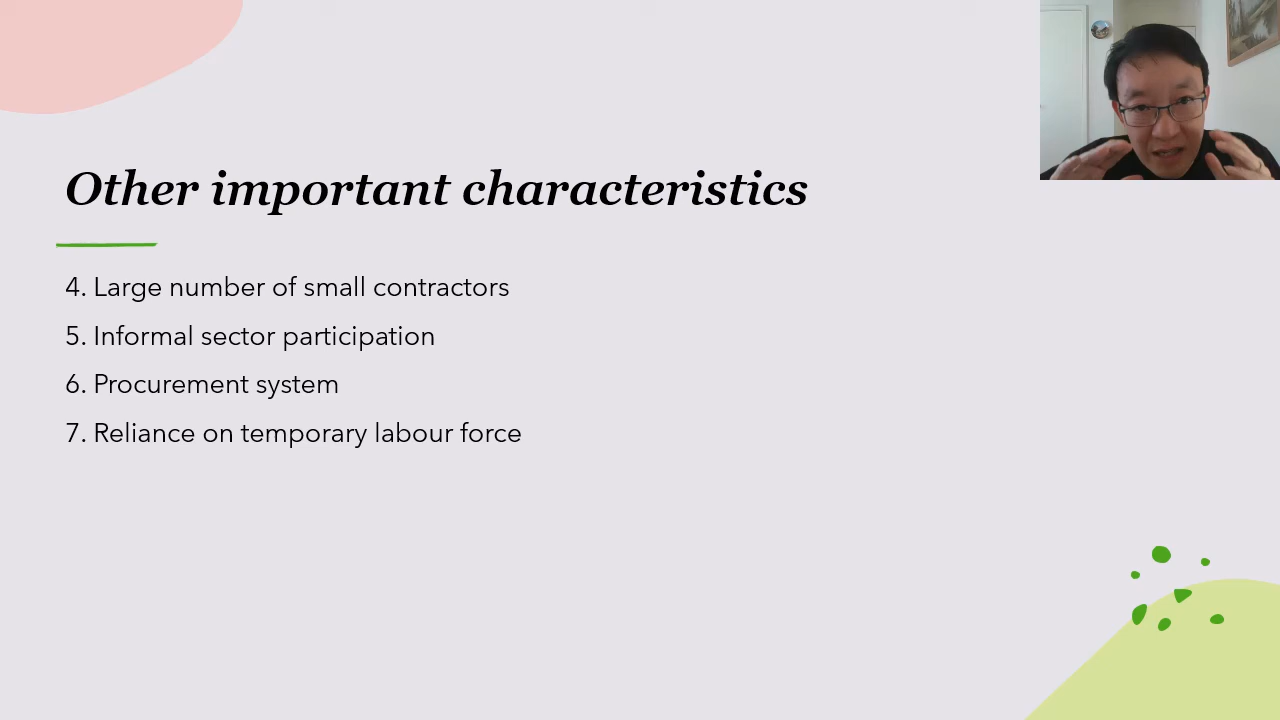 Other important characteristics
4. Large number of small contractors
5. Informal sector participation
6. Procurement system
7. Reliance on temporary labour force